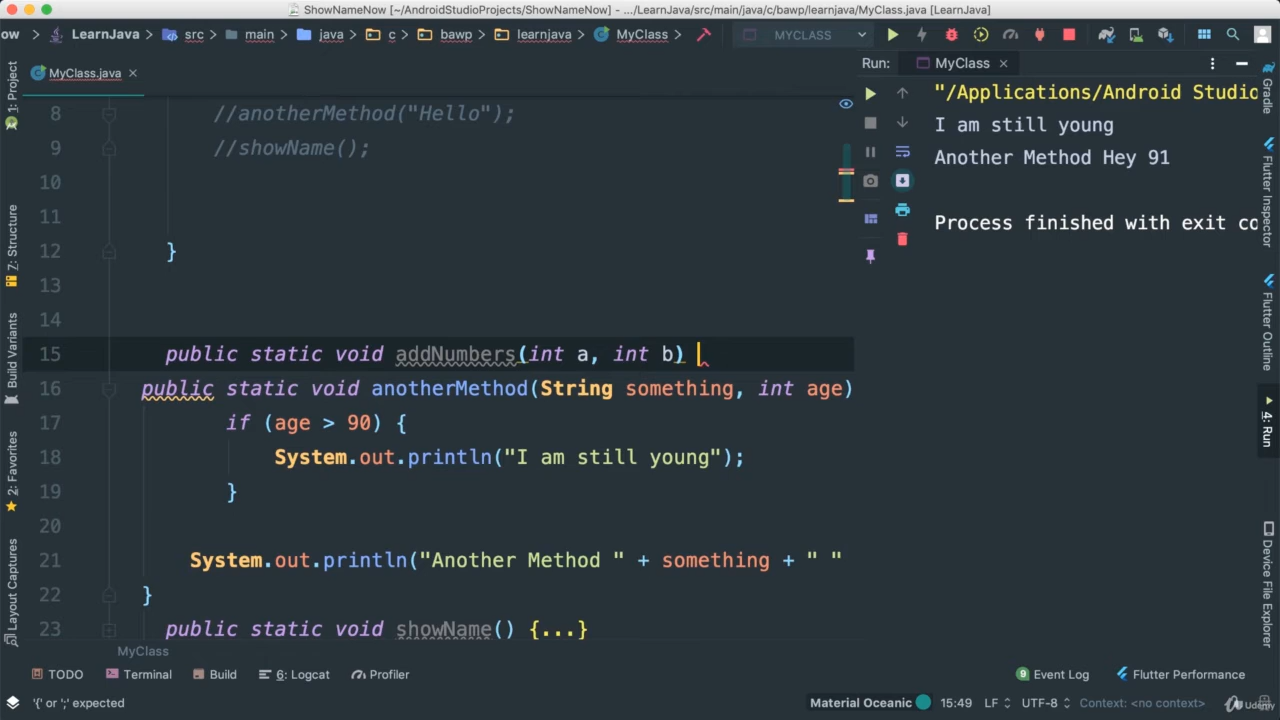 ShowNameNow [~/AndroidStudioProjects/ShowNameNow] - .../LearnJava/src/main/java/c/bawp/learnjava/MyClass.java [LearnJava]
ow LearnJava src main java c bawp learnjava MyClass MYCLASS
1: Project
7: Structure
Build Variants
2: Favorites
Layout Captures
MyClass.java
8 //anotherMethod("Hello");
9 //showName();
10
11
12 }
13
14
15 public static void addNumbers(int a, int b)
16 public static void anotherMethod(String something, int age)
17 if (age > 90) {
18 System.out.println("I am still young");
19 }
20
21 System.out.println("Another Method " + something + " "
22 }
23 public static void showName() {...}
MyClass
Run: MyClass
"/Applications/Android Studio
I am still young
Another Method Hey 91
Process finished with exit co
Gradle
Flutter Inspector
Flutter Outline
4: Run
Device File Explorer
TODO Terminal Build 6: Logcat Profiler 9 Event Log Flutter Performance
'{' or ';' expected Material Oceanic 15:49 LF UTF-8 Context: <no context>
Udemy